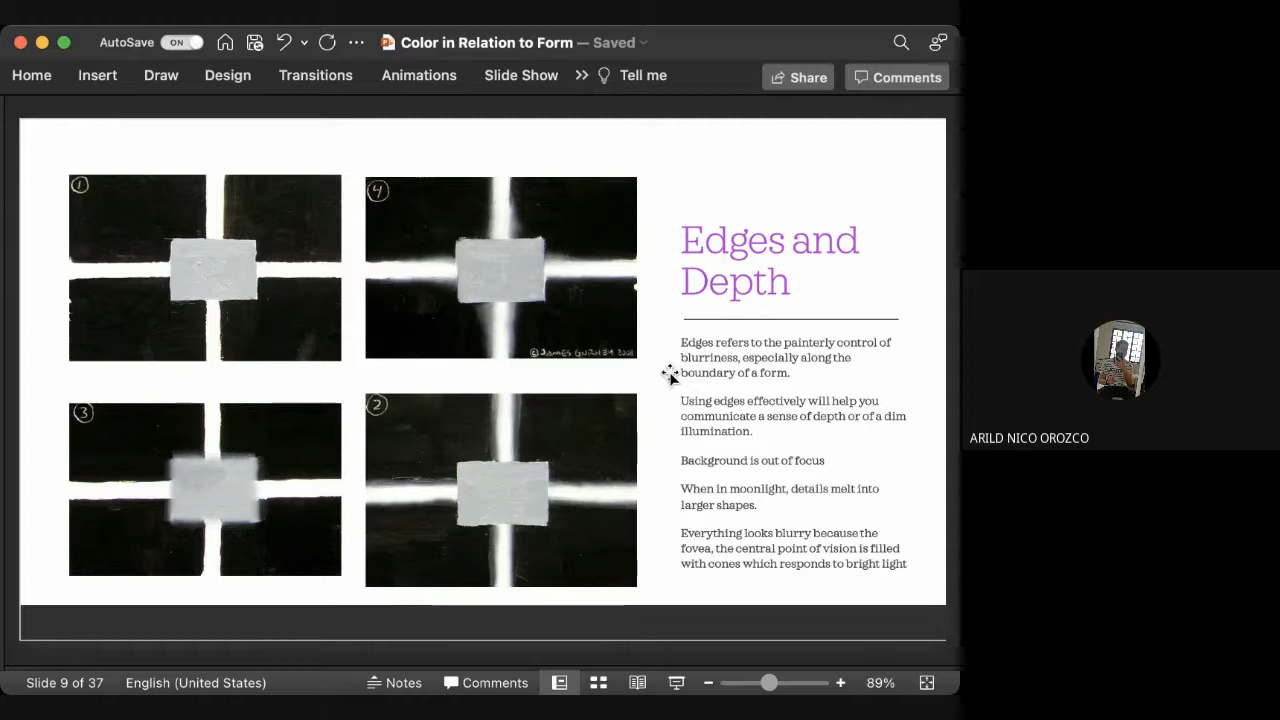 AutoSave ON Color in Relation to Form — Saved
Home Insert Draw Design Transitions Animations Slide Show Tell me Share Comments
1
4
© JAMES GURNEY 2008
3
2
Edges and
Depth
Edges refers to the painterly control of
blurriness, especially along the
boundary of a form.
Using edges effectively will help you
communicate a sense of depth or of a dim
illumination.
Background is out of focus
When in moonlight, details melt into
larger shapes.
Everything looks blurry because the
fovea, the central point of vision is filled
with cones which responds to bright light
ARILD NICO OROZCO
Slide 9 of 37 English (United States) Notes Comments 89%